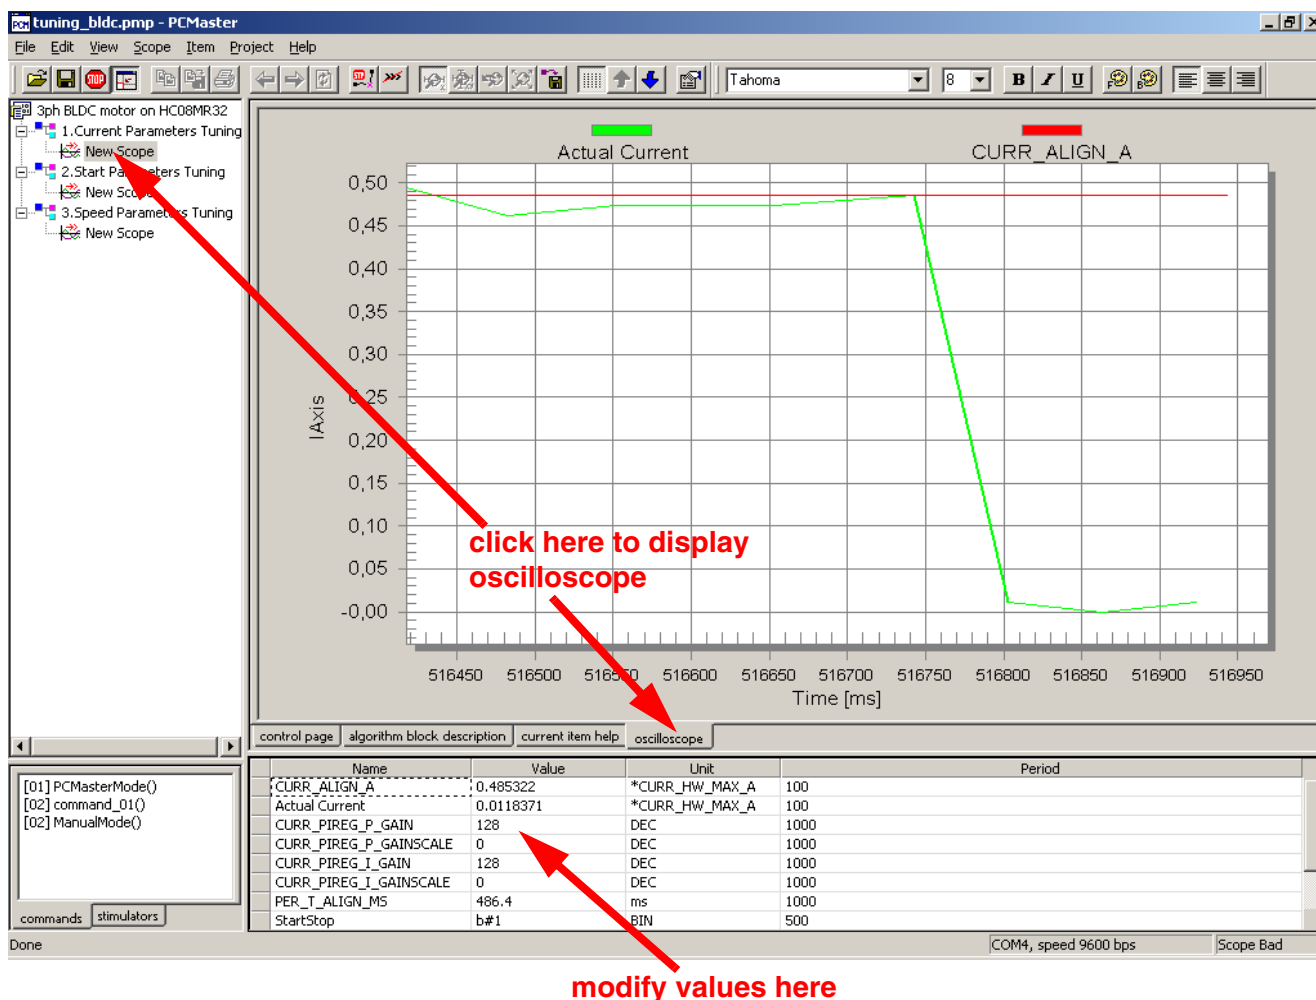 tuning_bldc.pmp - PCMaster
File Edit View Scope Item Project Help
Tahoma 8 B I U
3ph BLDC motor on HC08MR32
1.Current Parameters Tuning
New Scope
2.Start Parameters Tuning
New Scope
3.Speed Parameters Tuning
New Scope
Actual Current CURR_ALIGN_A
0,50
0,45
0,40
0,35
0,30
0,25
0,20
0,15
0,10
0,05
-0,00
IAxis
click here to display
oscilloscope
516450 516500 516550 516600 516650 516700 516750 516800 516850 516900 516950
Time [ms]
control page algorithm block description current item help oscilloscope
[01] PCMasterMode()
[02] command_01()
[02] ManualMode()
commands stimulators
Name Value Unit Period
CURR_ALIGN_A 0.485322 *CURR_HW_MAX_A 100
Actual Current 0.0118371 *CURR_HW_MAX_A 100
CURR_PIREG_P_GAIN 128 DEC 1000
CURR_PIREG_P_GAINSCALE 0 DEC 1000
CURR_PIREG_I_GAIN 128 DEC 1000
CURR_PIREG_I_GAINSCALE 0 DEC 1000
PER_T_ALIGN_MS 486.4 ms 1000
StartStop b#1 BIN 500
Done COM4, speed 9600 bps Scope Bad
modify values here